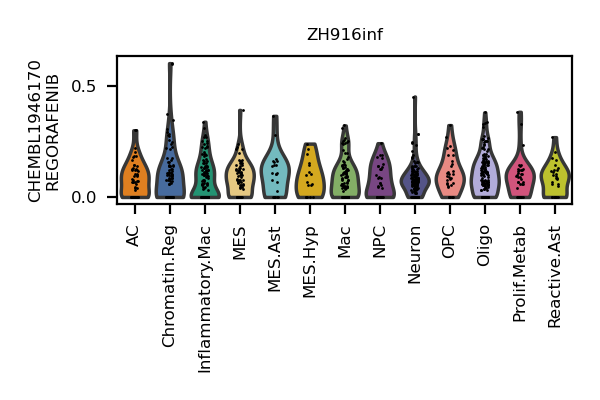 ZH916inf
CHEMBL1946170
REGORAFENIB
0.5
0.0
AC
Chromatin.Reg
Inflammatory.Mac
MES
MES.Ast
MES.Hyp
Mac
NPC
Neuron
OPC
Oligo
Prolif.Metab
Reactive.Ast